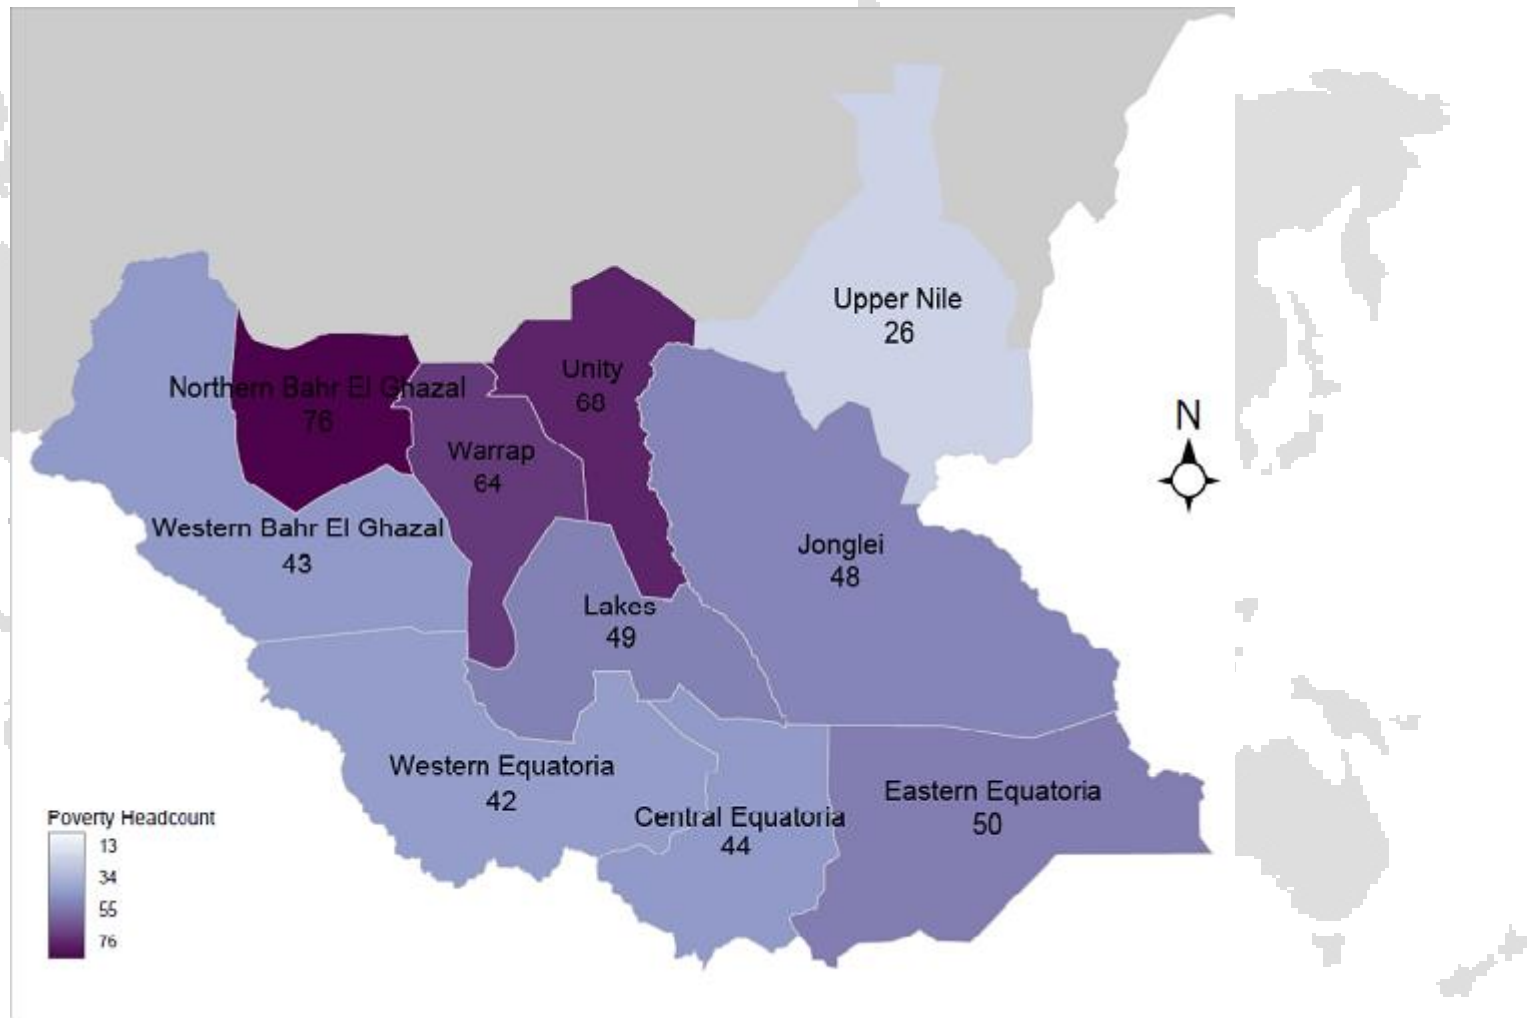 Upper Nile
26
N
Unity
68
Northern Bahr El Ghazal
76
Warrap
64
Western Bahr El Ghazal
43
Jonglei
48
Lakes
49
Western Equatoria
42
Central Equatoria
44
Eastern Equatoria
50
Poverty Headcount
13
34
55
76